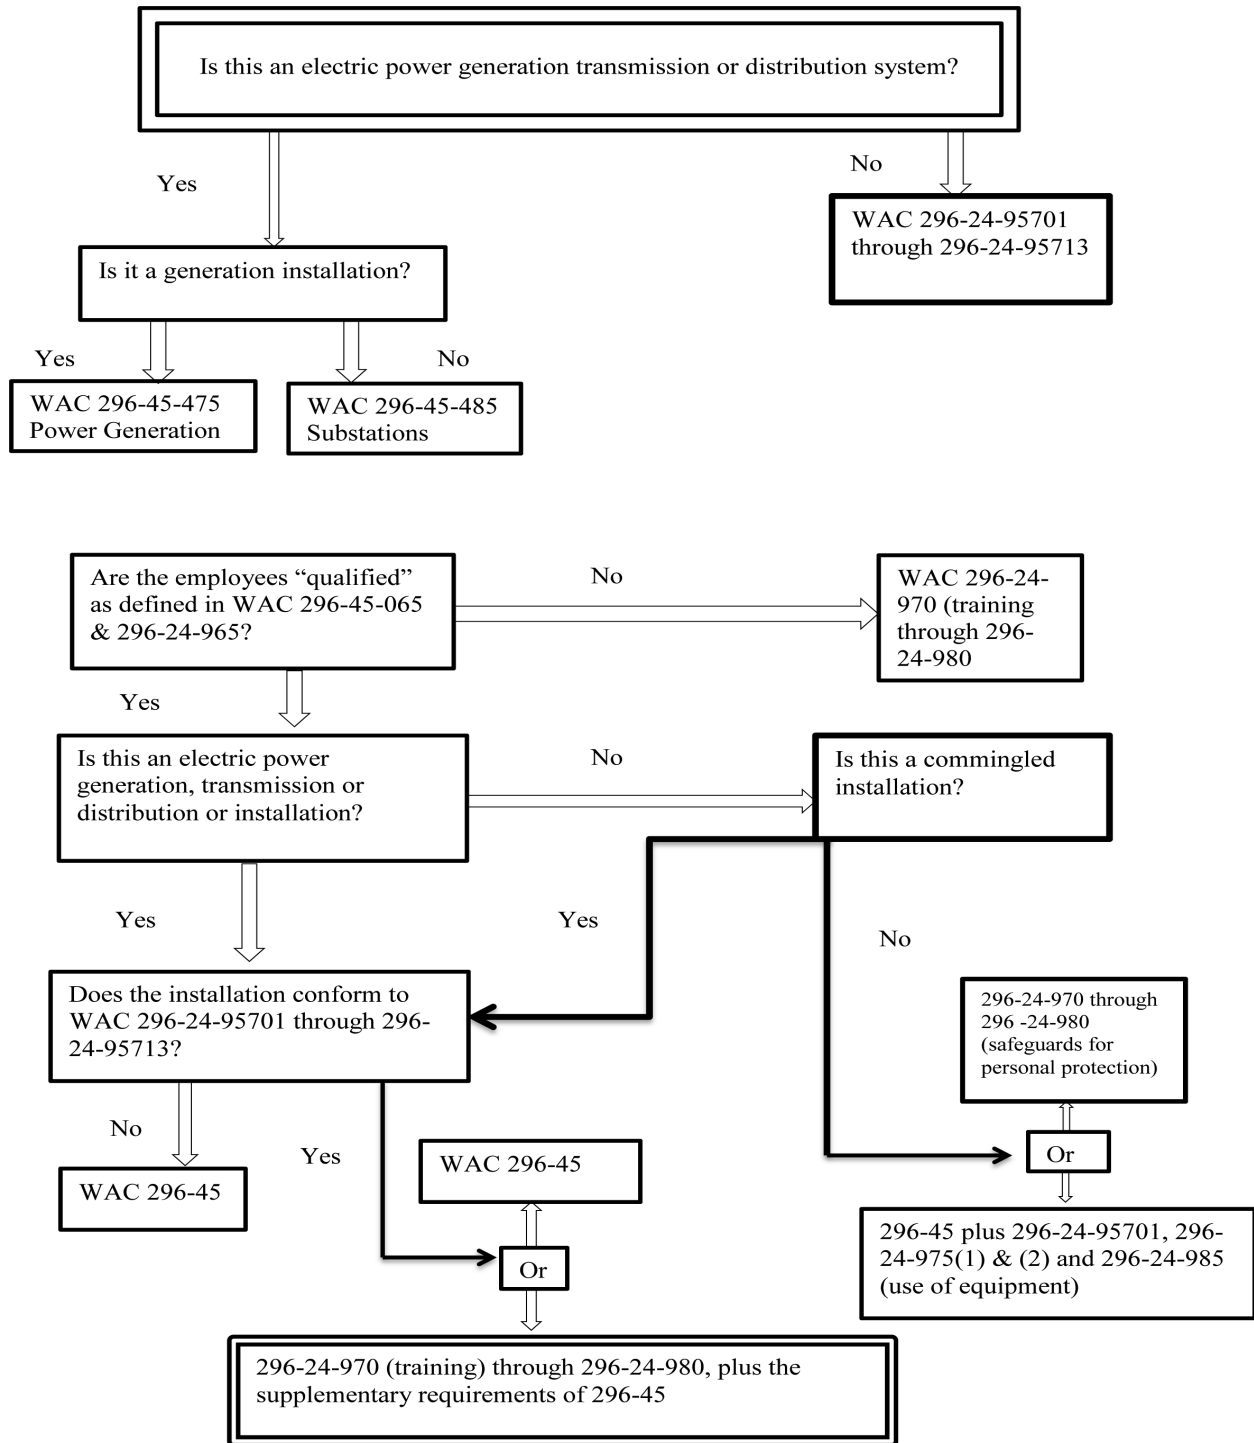 Is this an electric power generation transmission or distribution system?
Yes
No
WAC 296-24-95701
through 296-24-95713
Is it a generation installation?
Yes
No
WAC 296-45-475
Power Generation
WAC 296-45-485
Substations
Are the employees “qualified”
as defined in WAC 296-45-065
& 296-24-965?
No
WAC 296-24-
970 (training
through 296-
24-980
Yes
Is this an electric power
generation, transmission or
distribution or installation?
No
Is this a commingled
installation?
Yes
Yes
No
Does the installation conform to
WAC 296-24-95701 through 296-
24-95713?
296-24-970 through
296 -24-980
(safeguards for
personal protection)
No
Yes
WAC 296-45
WAC 296-45
Or
Or
296-45 plus 296-24-95701, 296-
24-975(1) & (2) and 296-24-985
(use of equipment)
296-24-970 (training) through 296-24-980, plus the
supplementary requirements of 296-45